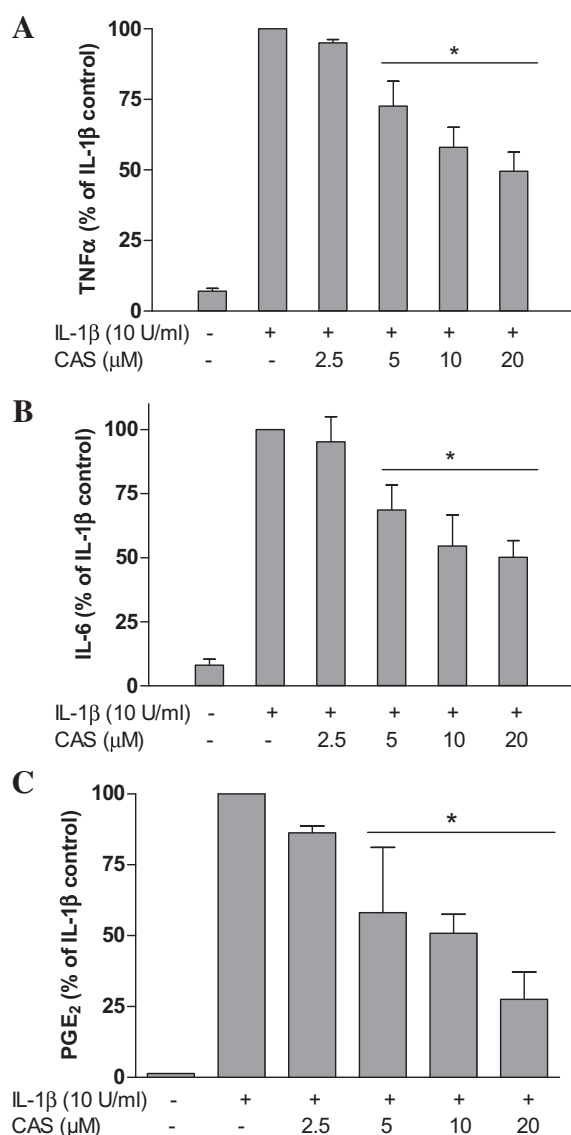 A
TNFα (% of IL-1β control)
100
75
50
25
0
*
IL-1β (10 U/ml) - + + + + +
CAS (μM) - - 2.5 5 10 20
B
IL-6 (% of IL-1β control)
100
75
50
25
0
*
IL-1β (10 U/ml) - + + + + +
CAS (μM) - - 2.5 5 10 20
C
PGE₂ (% of IL-1β control)
100
75
50
25
0
*
IL-1β (10 U/ml) - + + + + +
CAS (μM) - - 2.5 5 10 20